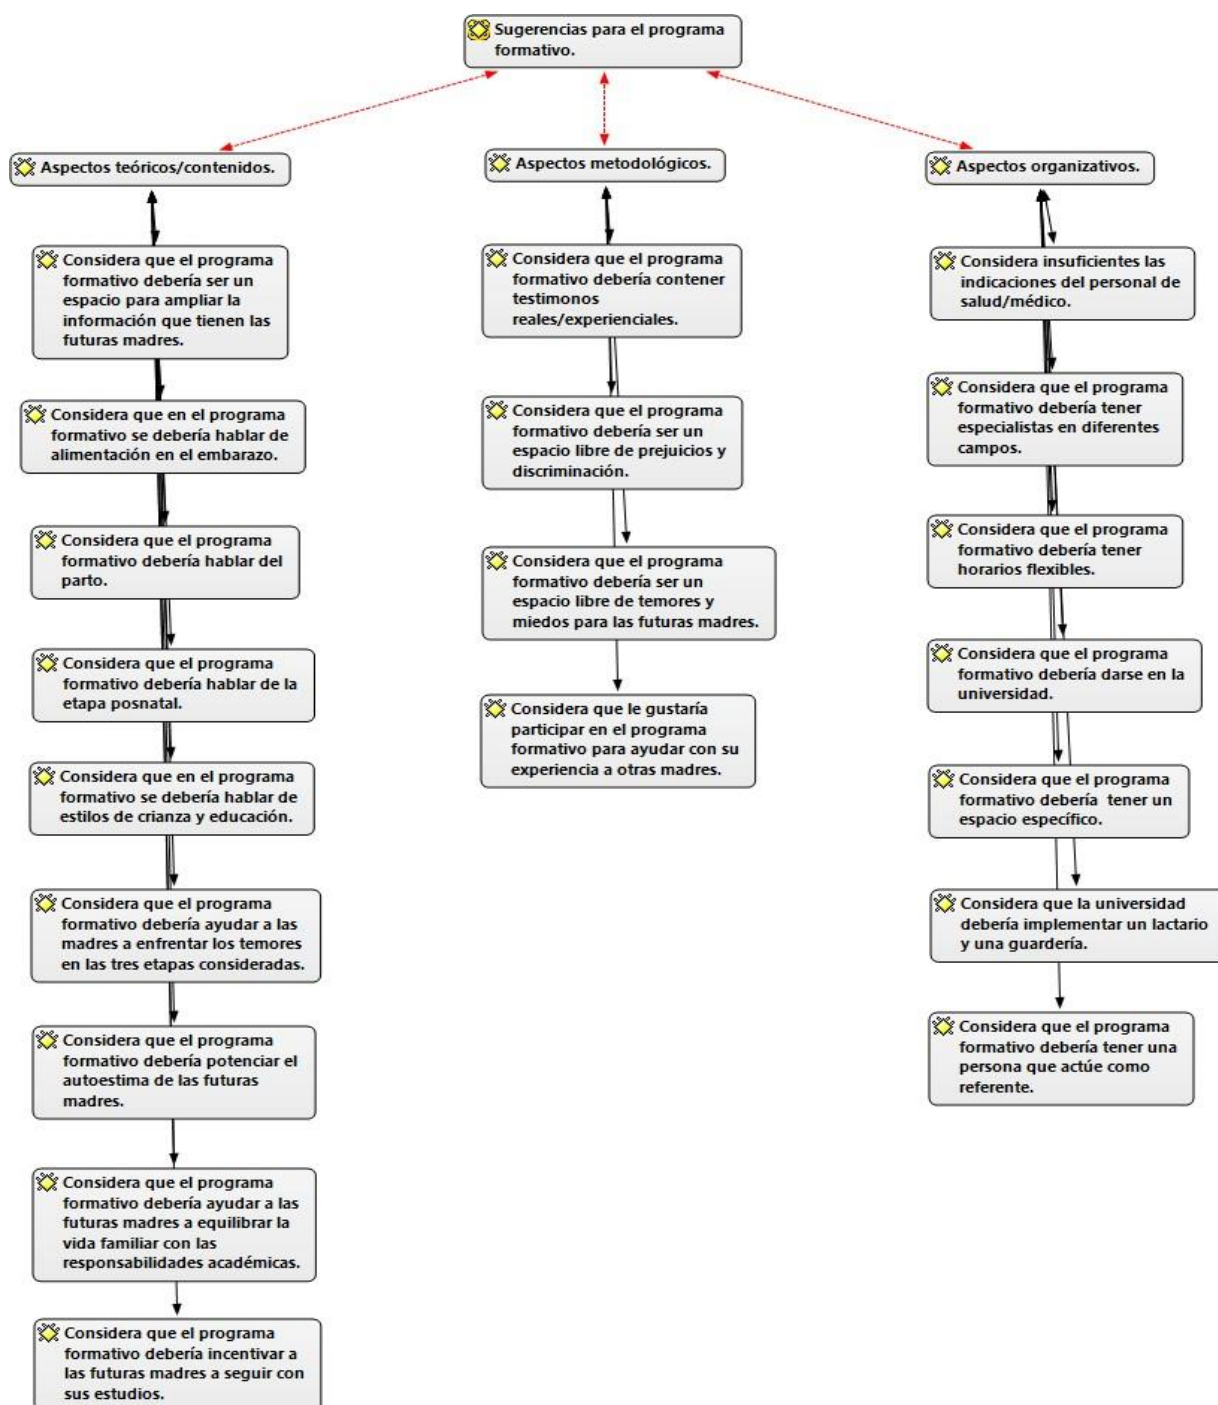 Sugerencias para el programa
formativo.
Aspectos teóricos/contenidos.
Considera que el programa
formativo debería ser un
espacio para ampliar la
información que tienen las
futuras madres.
Considera que en el programa
formativo se debería hablar de
alimentación en el embarazo.
Considera que el programa
formativo debería hablar del
parto.
Considera que el programa
formativo debería hablar de la
etapa posnatal.
Considera que en el programa
formativo se debería hablar de
estilos de crianza y educación.
Considera que el programa
formativo debería ayudar a las
madres a enfrentar los temores
en las tres etapas consideradas.
Considera que el programa
formativo debería potenciar el
autoestima de las futuras
madres.
Considera que el programa
formativo debería ayudar a las
futuras madres a equilibrar la
vida familiar con las
responsabilidades académicas.
Considera que el programa
formativo debería incentivar a
las futuras madres a seguir con
sus estudios.
Aspectos metodológicos.
Considera que el programa
formativo debería contener
testimonos
reales/experienciales.
Considera que el programa
formativo debería ser un
espacio libre de prejuicios y
discriminación.
Considera que el programa
formativo debería ser un
espacio libre de temores y
miedos para las futuras madres.
Considera que le gustaría
participar en el programa
formativo para ayudar con su
experiencia a otras madres.
Aspectos organizativos.
Considera insuficientes las
indicaciones del personal de
salud/médico.
Considera que el programa
formativo debería tener
especialistas en diferentes
campos.
Considera que el programa
formativo debería tener
horarios flexibles.
Considera que el programa
formativo debería darse en la
universidad.
Considera que el programa
formativo debería  tener un
espacio específico.
Considera que la universidad
debería implementar un lactario
y una guardería.
Considera que el programa
formativo debería tener una
persona que actúe como
referente.